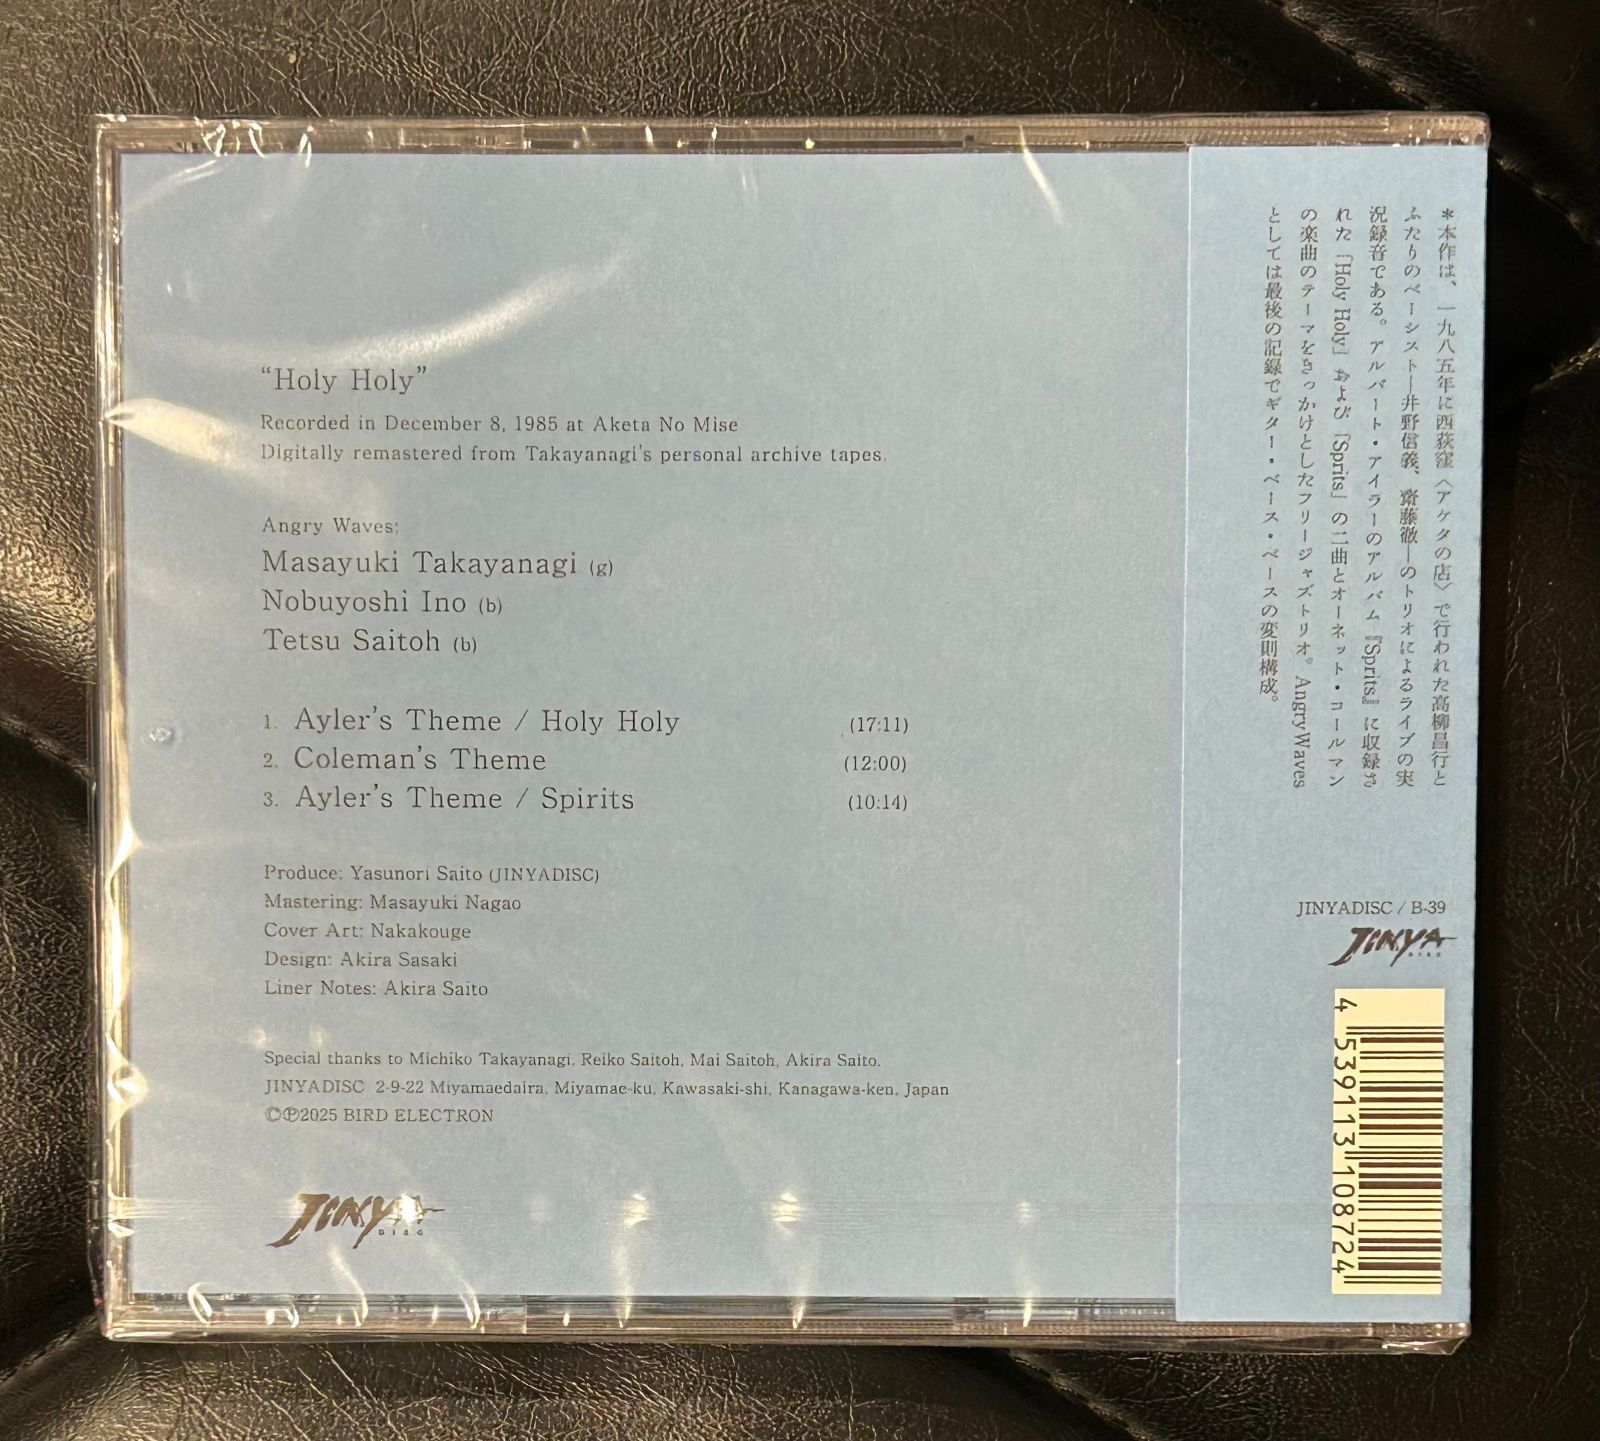 “Holy Holy”
Recorded in December 8, 1985 at Aketa No Mise
Digitally remastered from Takayanagi's personal archive tapes.
Angry Waves:
Masayuki Takayanagi (g)
Nobuyoshi Ino (b)
Tetsu Saitoh (b)
1. Ayler's Theme / Holy Holy (17:11)
2. Coleman's Theme (12:00)
3. Ayler's Theme / Spirits (10:14)
Produce: Yasunori Saito (JINYADISC)
Mastering: Masayuki Nagao
Cover Art: Nakakouge
Design: Akira Sasaki
Liner Notes: Akira Saito
Special thanks to Michiko Takayanagi, Reiko Saitoh, Mai Saitoh, Akira Saito.
JINYADISC 2-9-22 Miyamaedaira, Miyamae-ku, Kawasaki-shi, Kanagawa-ken, Japan
©℗2025 BIRD ELECTRON
JINYA
DISC
＊本作は、一九八五年に西荻窪〈アケタの店〉で行われた高柳昌行と
ふたりのベーシスト―井野信義、齋藤徹―のトリオによるライブの実
況録音である。アルバート・アイラーのアルバム『Sprits』に収録さ
れた「Holy Holy」および「Sprits」の二曲とオーネット・コールマン
の楽曲のテーマをきっかけとしたフリージャズトリオ。Angry Waves
としては最後の記録でギター・ベース・ベースの変則構成。
JINYADISC / B-39
JINYA
DISC
4 539113 108724